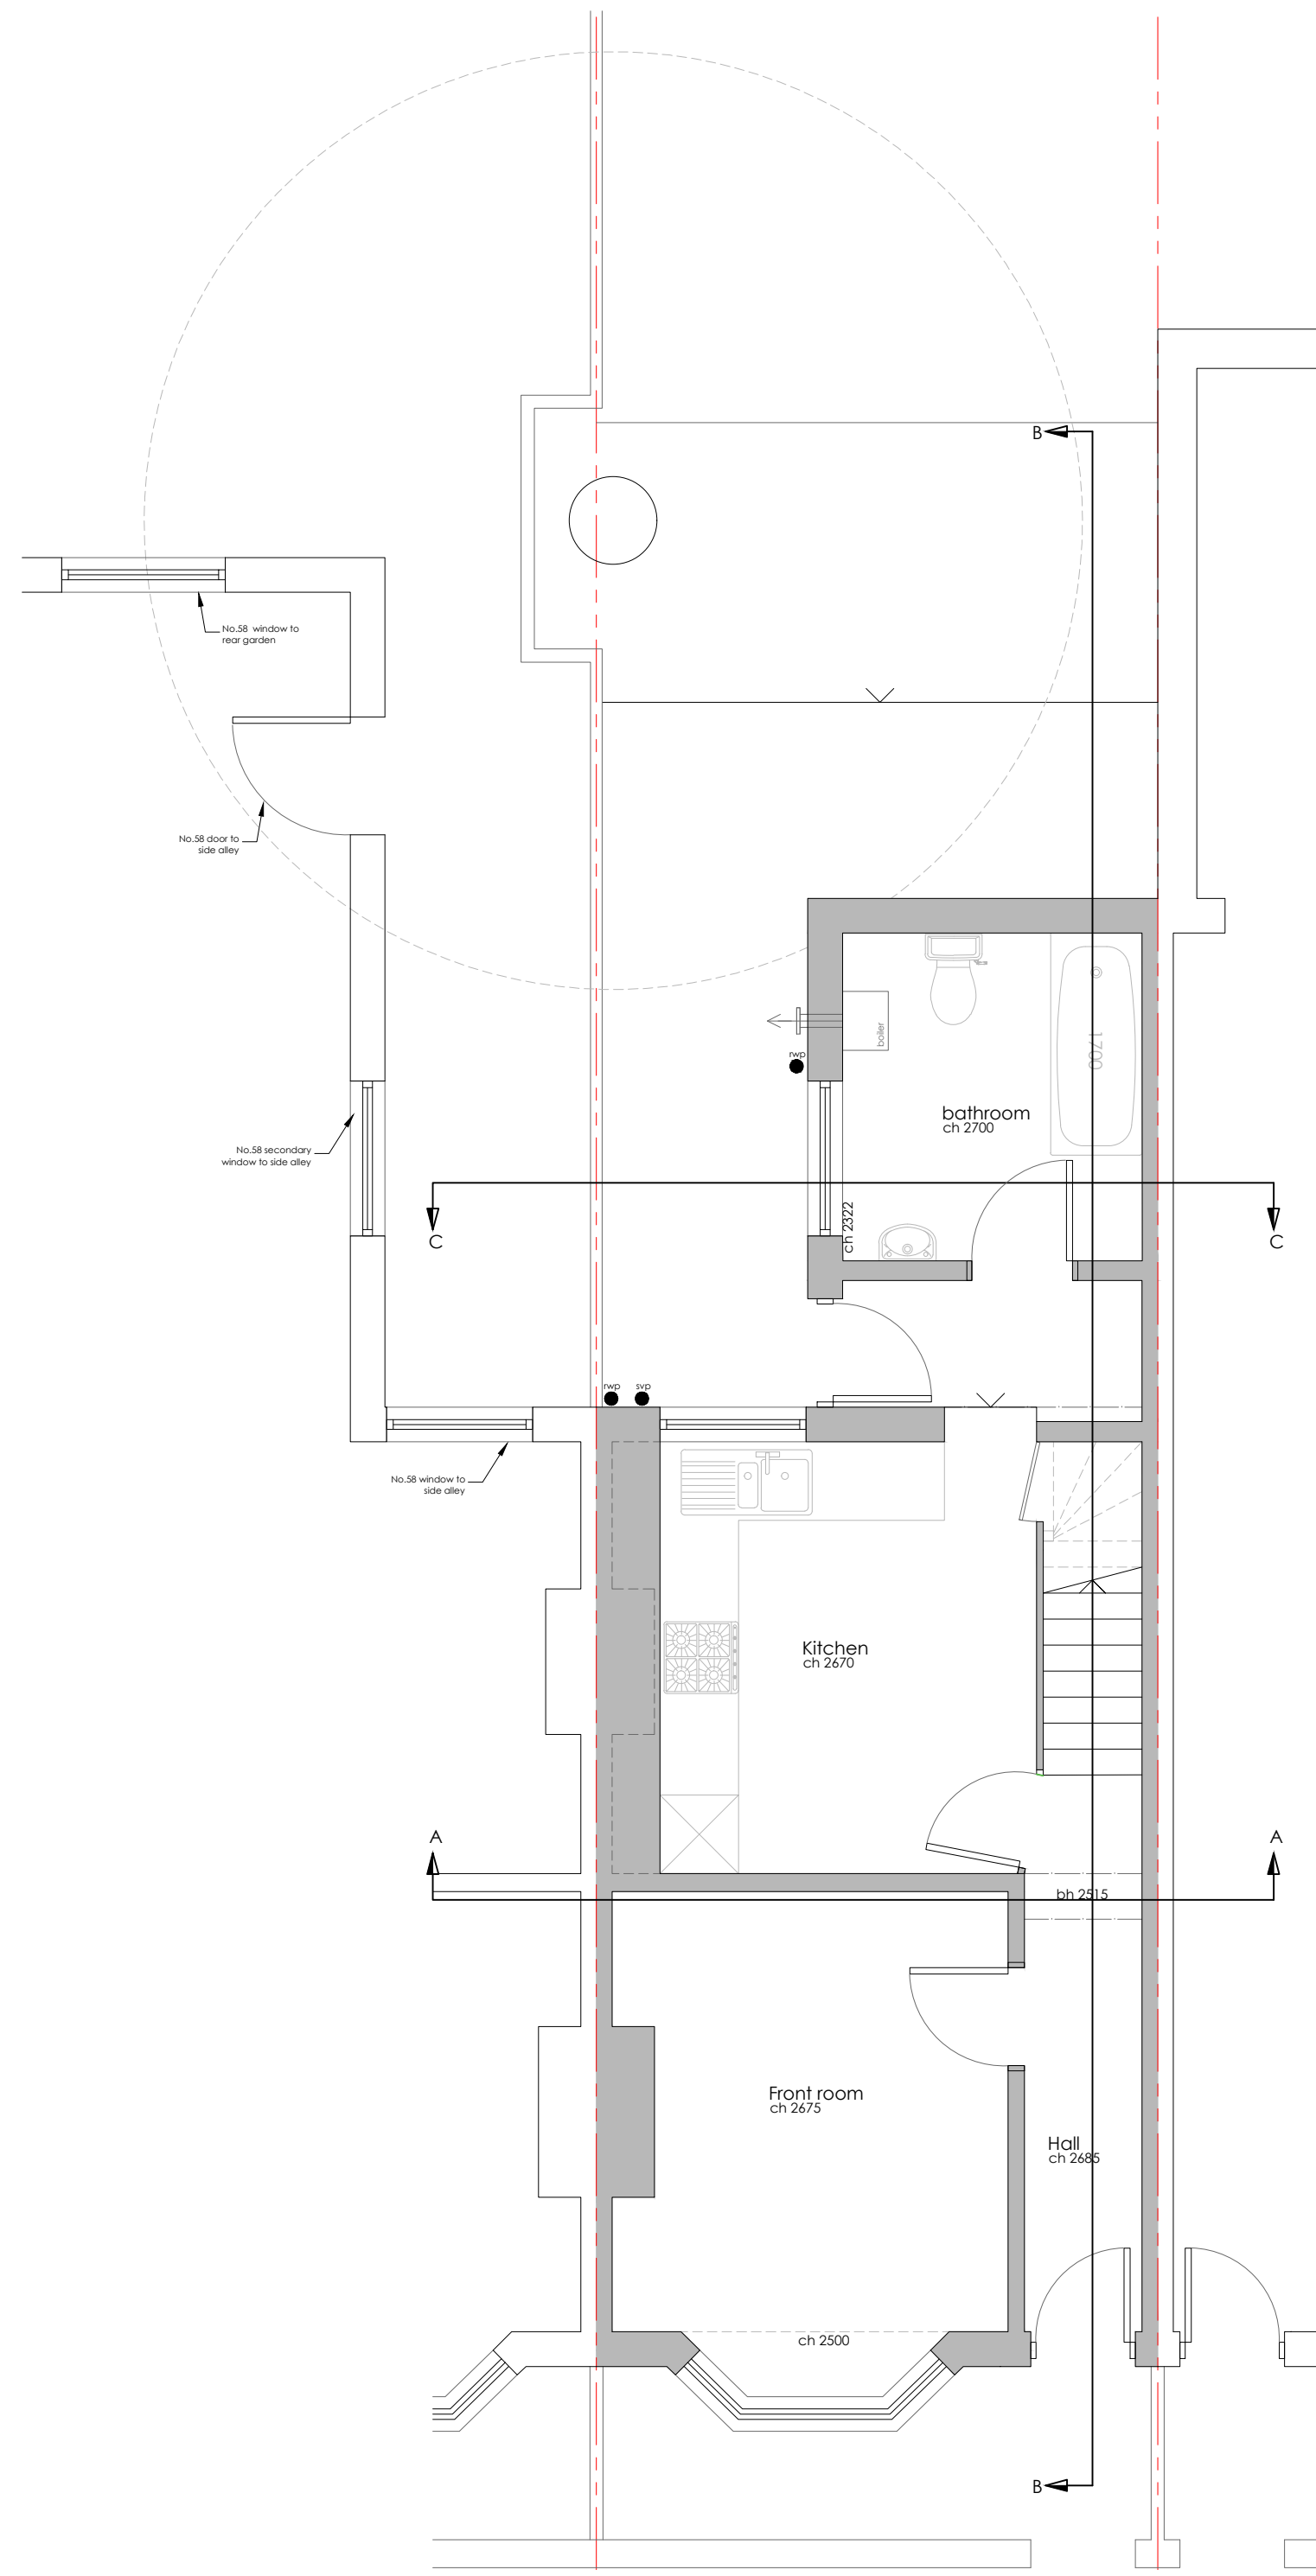 B
No.58  window to
rear garden
No.58 door to
side alley
boiler
1700
rwp
bathroom
ch 2700
No.58 secondary
window to side alley
ch 2322
C
C
rwp
svp
No.58 window to
side alley
Kitchen
ch 2670
A
A
bh 2515
Front room
ch 2675
Hall
ch 2685
ch 2500
B